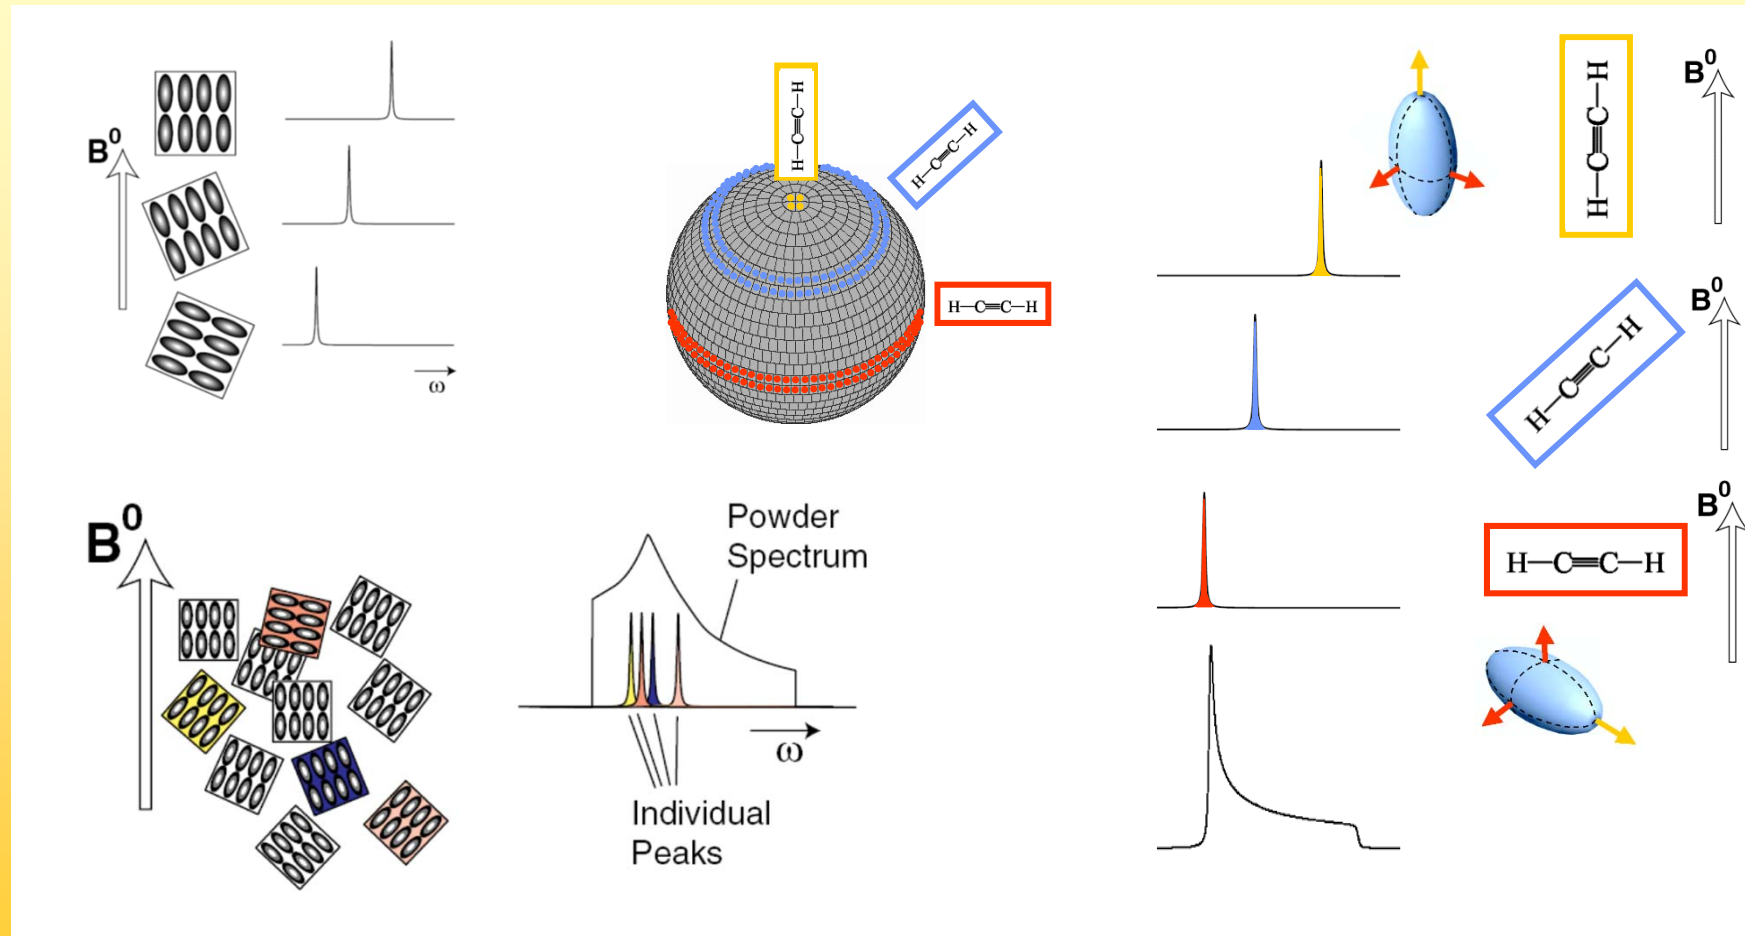 B⁰
ω
H—C≡C—H
H—C≡C—H
H—C≡C—H
B⁰
Powder
Spectrum
ω
Individual
Peaks
H—C≡C—H
B⁰
H—C≡C—H
B⁰
H—C≡C—H
B⁰